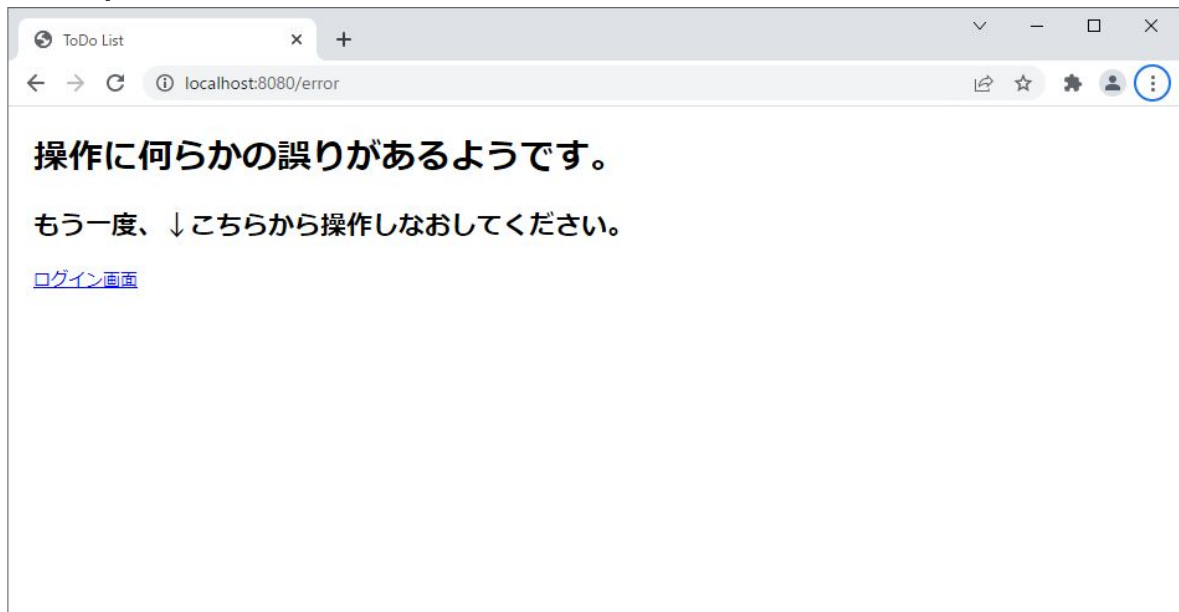 ToDo List
localhost:8080/error
操作に何らかの誤りがあるようです。
もう一度、↓こちらから操作しなおしてください。
ログイン画面